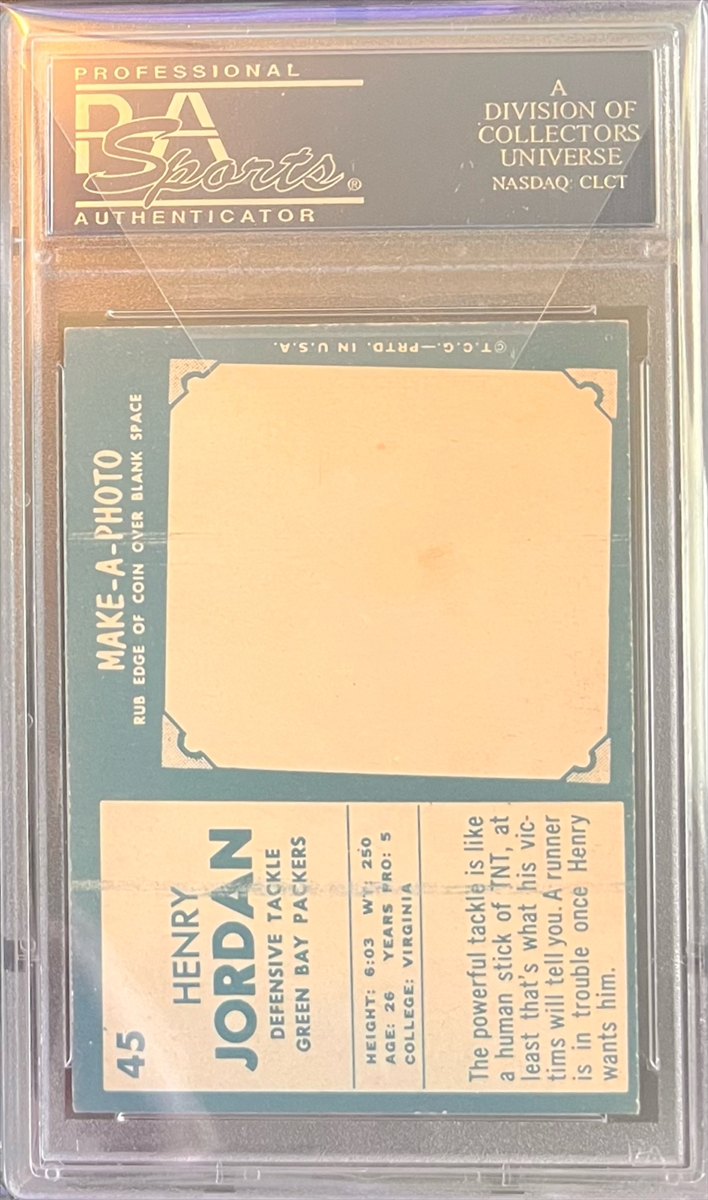 PROFESSIONAL
PSA
Sports®
AUTHENTICATOR
A
DIVISION OF
COLLECTORS
UNIVERSE
NASDAQ: CLCT
©T.C.G.—PRTD. IN U.S.A.
MAKE-A-PHOTO
RUB EDGE OF COIN OVER BLANK SPACE
45
HENRY
JORDAN
DEFENSIVE TACKLE
GREEN BAY PACKERS
HEIGHT: 6:03 WT: 250
AGE: 26 YEARS PRO: 5
COLLEGE: VIRGINIA
The powerful tackle is like
a human stick of TNT, at
least that's what his vic-
tims will tell you. A runner
is in trouble once Henry
wants him.